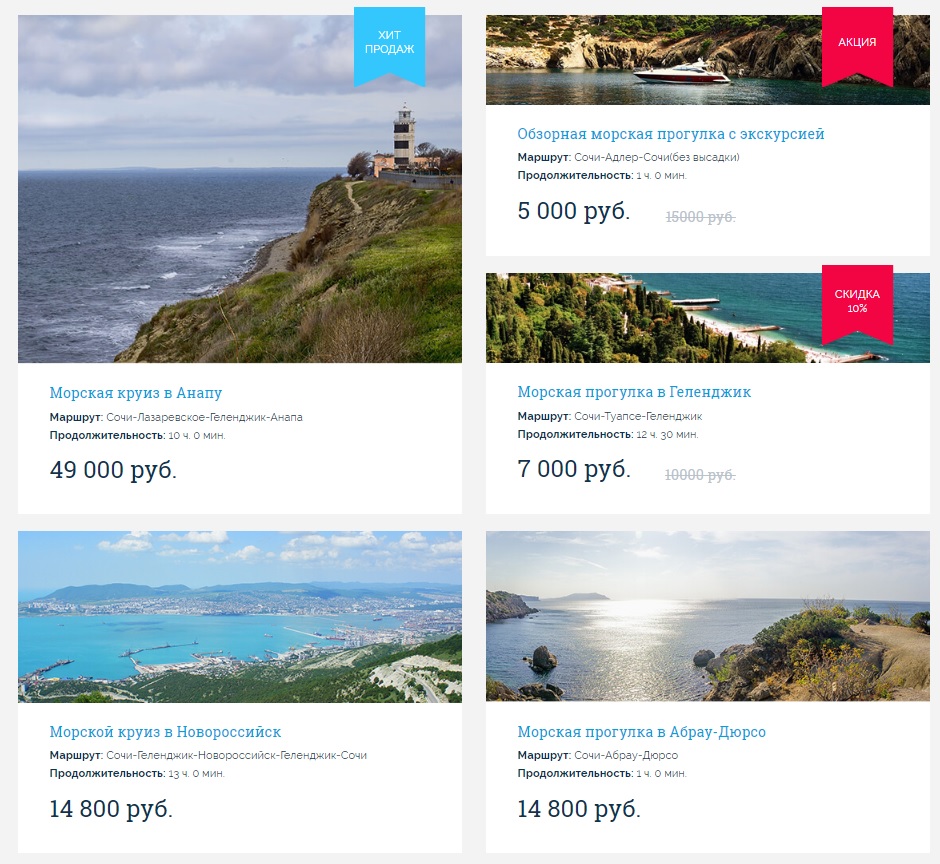 ХИТ
ПРОДАЖ
Морская круиз в Анапу
Маршрут: Сочи-Лазаревское-Геленджик-Анапа
Продолжительность: 10 ч. 0 мин.
49 000 руб.
АКЦИЯ
Обзорная морская прогулка с экскурсией
Маршрут: Сочи-Адлер-Сочи(без высадки)
Продолжительность: 1 ч. 0 мин.
5 000 руб. 15000 руб.
СКИДКА
10%
Морская прогулка в Геленджик
Маршрут: Сочи-Туапсе-Геленджик
Продолжительность: 12 ч. 30 мин.
7 000 руб. 10000 руб.
Морской круиз в Новороссийск
Маршрут: Сочи-Геленджик-Новороссийск-Геленджик-Сочи
Продолжительность: 13 ч. 0 мин.
14 800 руб.
Морская прогулка в Абрау-Дюрсо
Маршрут: Сочи-Абрау-Дюрсо
Продолжительность: 1 ч. 0 мин.
14 800 руб.